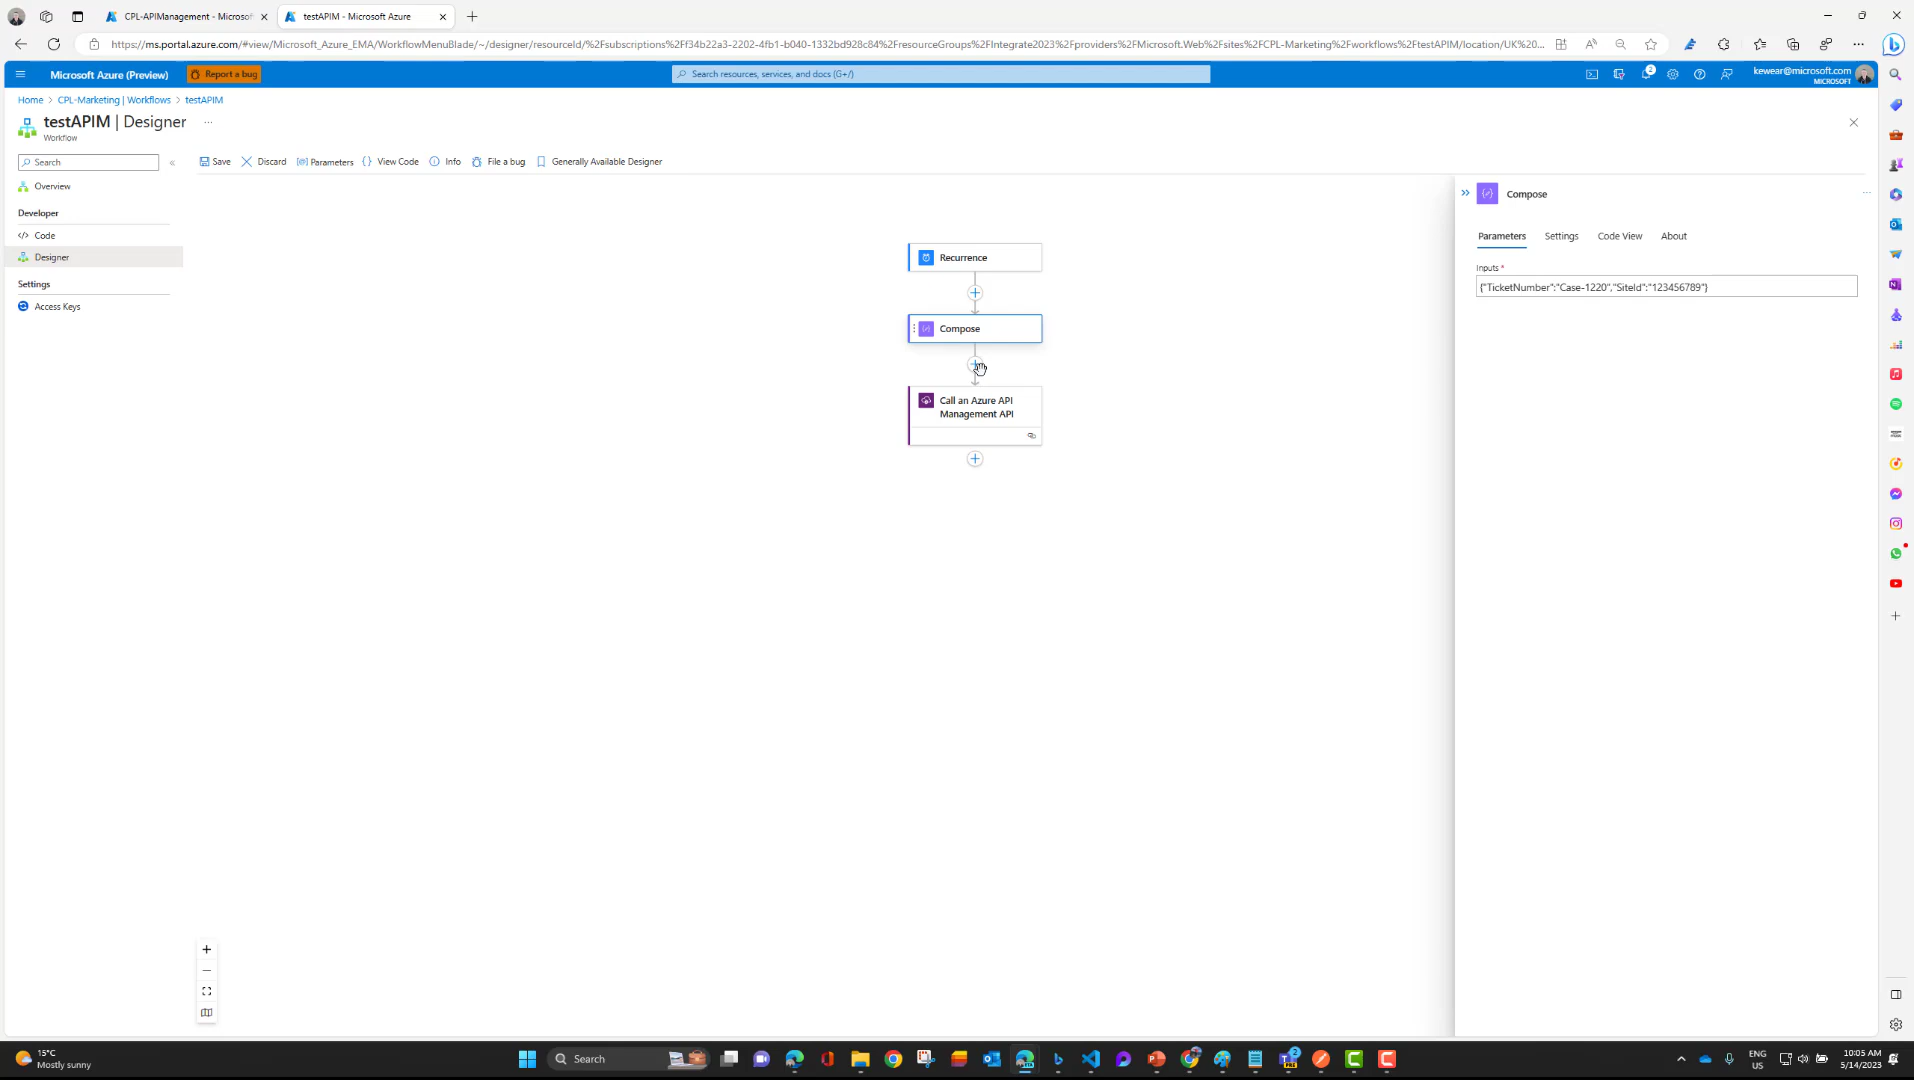 CPL-APIManagement - Microsof
testAPIM - Microsoft Azure
https://ms.portal.azure.com/#view/Microsoft_Azure_EMA/WorkflowMenuBlade/~/designer/resourceId/%2Fsubscriptions%2Ff34b22a3-2202-4fb1-b040-1332bd928c84%2FresourceGroups%2FIntegrate2023%2Fproviders%2FMicrosoft.Web%2Fsites%2FCPL-Marketing%2Fworkflows%2FtestAPIM/location/UK%20...
Microsoft Azure (Preview)
Report a bug
Search resources, services, and docs (G+/)
2
kewear@microsoft.com
MICROSOFT
Home > CPL-Marketing | Workflows > testAPIM
testAPIM | Designer ...
Workflow
Search
Save
Discard
Parameters
View Code
Info
File a bug
Generally Available Designer
Overview
Developer
Code
Designer
Settings
Access Keys
Recurrence
Compose
Call an Azure API
Management API
Compose
Parameters
Settings
Code View
About
Inputs *
{"TicketNumber":"Case-1220","SiteId":"123456789"}
15°C
Mostly sunny
Search
2
ENG
US
10:05 AM
5/14/2023